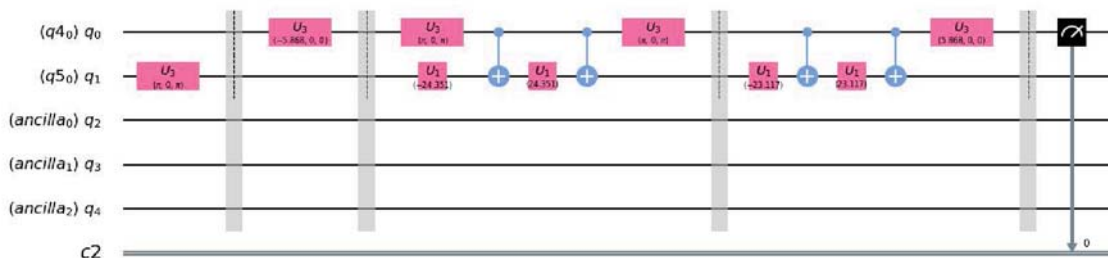 (q4₀) q₀ U₃ (−5.868, 0, 0) U₃ (π, 0, π) U₃ (π, 0, π) U₃ (5.868, 0, 0)
(q5₀) q₁ U₃ (π, 0, π) U₁ (−24.351) U₁ (24.351) U₁ (−23.117) U₁ (23.117)
(ancilla₀) q₂
(ancilla₁) q₃
(ancilla₂) q₄
c2 0